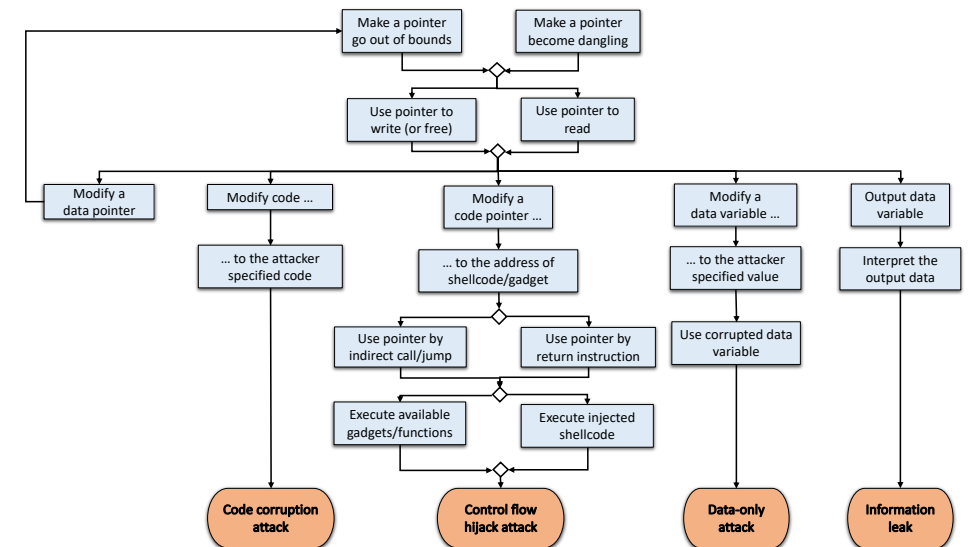 Make a pointer
go out of bounds
Make a pointer
become dangling
Use pointer to
write (or free)
Use pointer to
read
Modify a
data pointer
Modify code ...
Modify a
code pointer ...
Modify a
data variable ...
Output data
variable
... to the attacker
specified code
... to the address of
shellcode/gadget
... to the attacker
specified value
Interpret the
output data
Use pointer by
indirect call/jump
Use pointer by
return instruction
Use corrupted data
variable
Execute available
gadgets/functions
Execute injected
shellcode
Code corruption
attack
Control flow
hijack attack
Data-only
attack
Information
leak